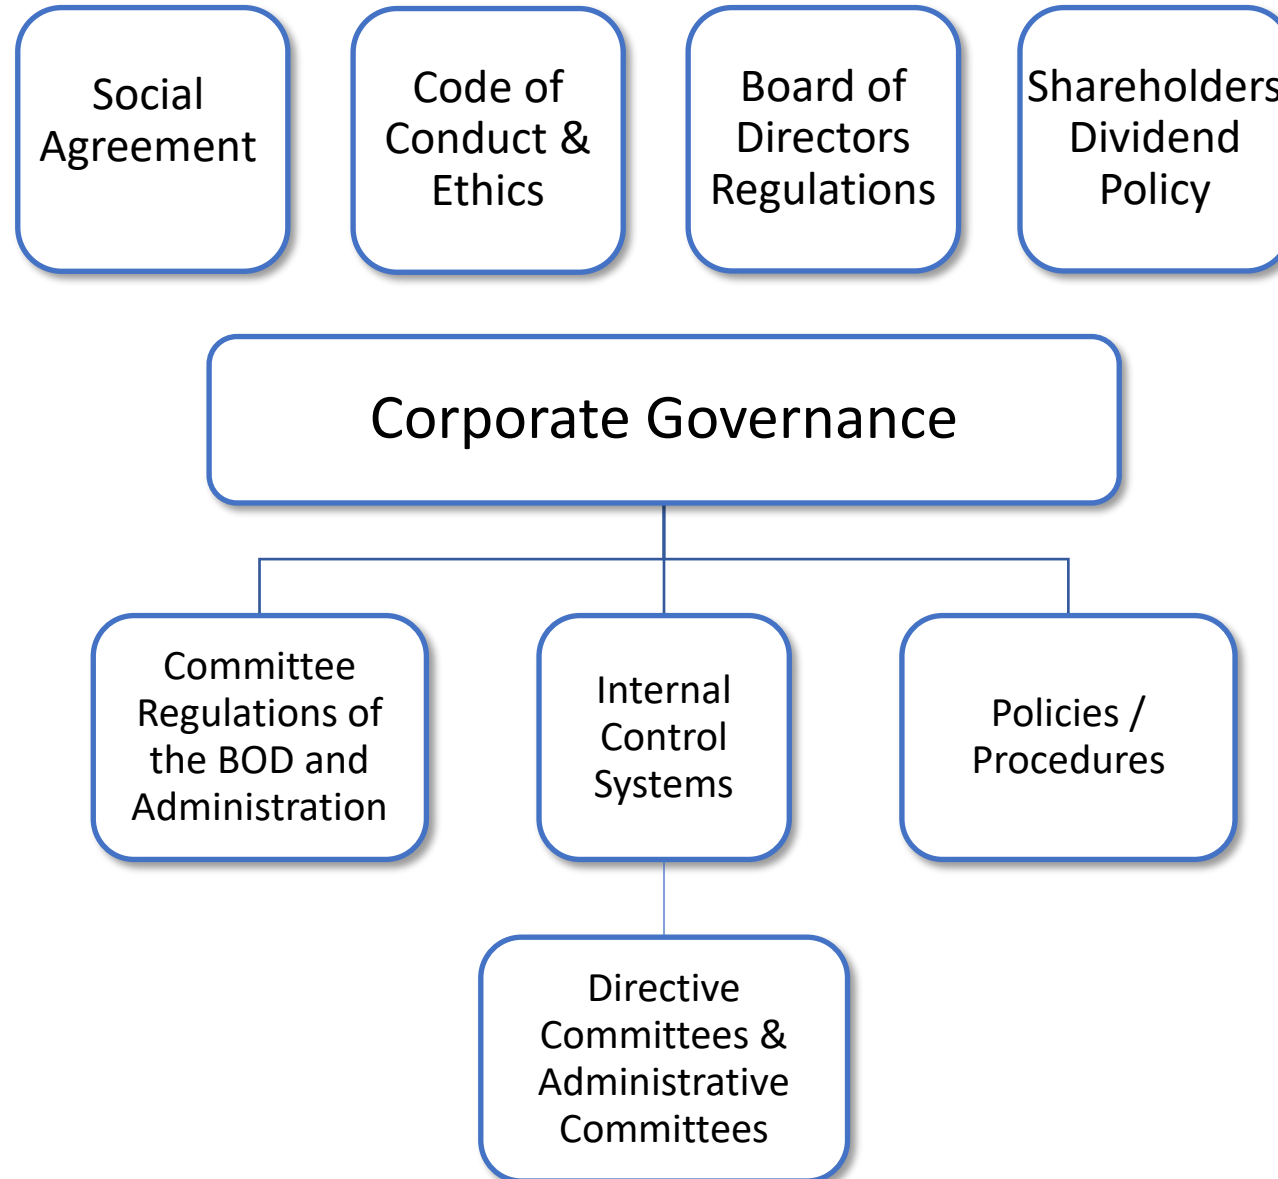 Social
Agreement
Code of
Conduct &
Ethics
Board of
Directors
Regulations
Shareholders
Dividend
Policy
Corporate Governance
Committee
Regulations of
the BOD and
Administration
Internal
Control
Systems
Policies /
Procedures
Directive
Committees &
Administrative
Committees